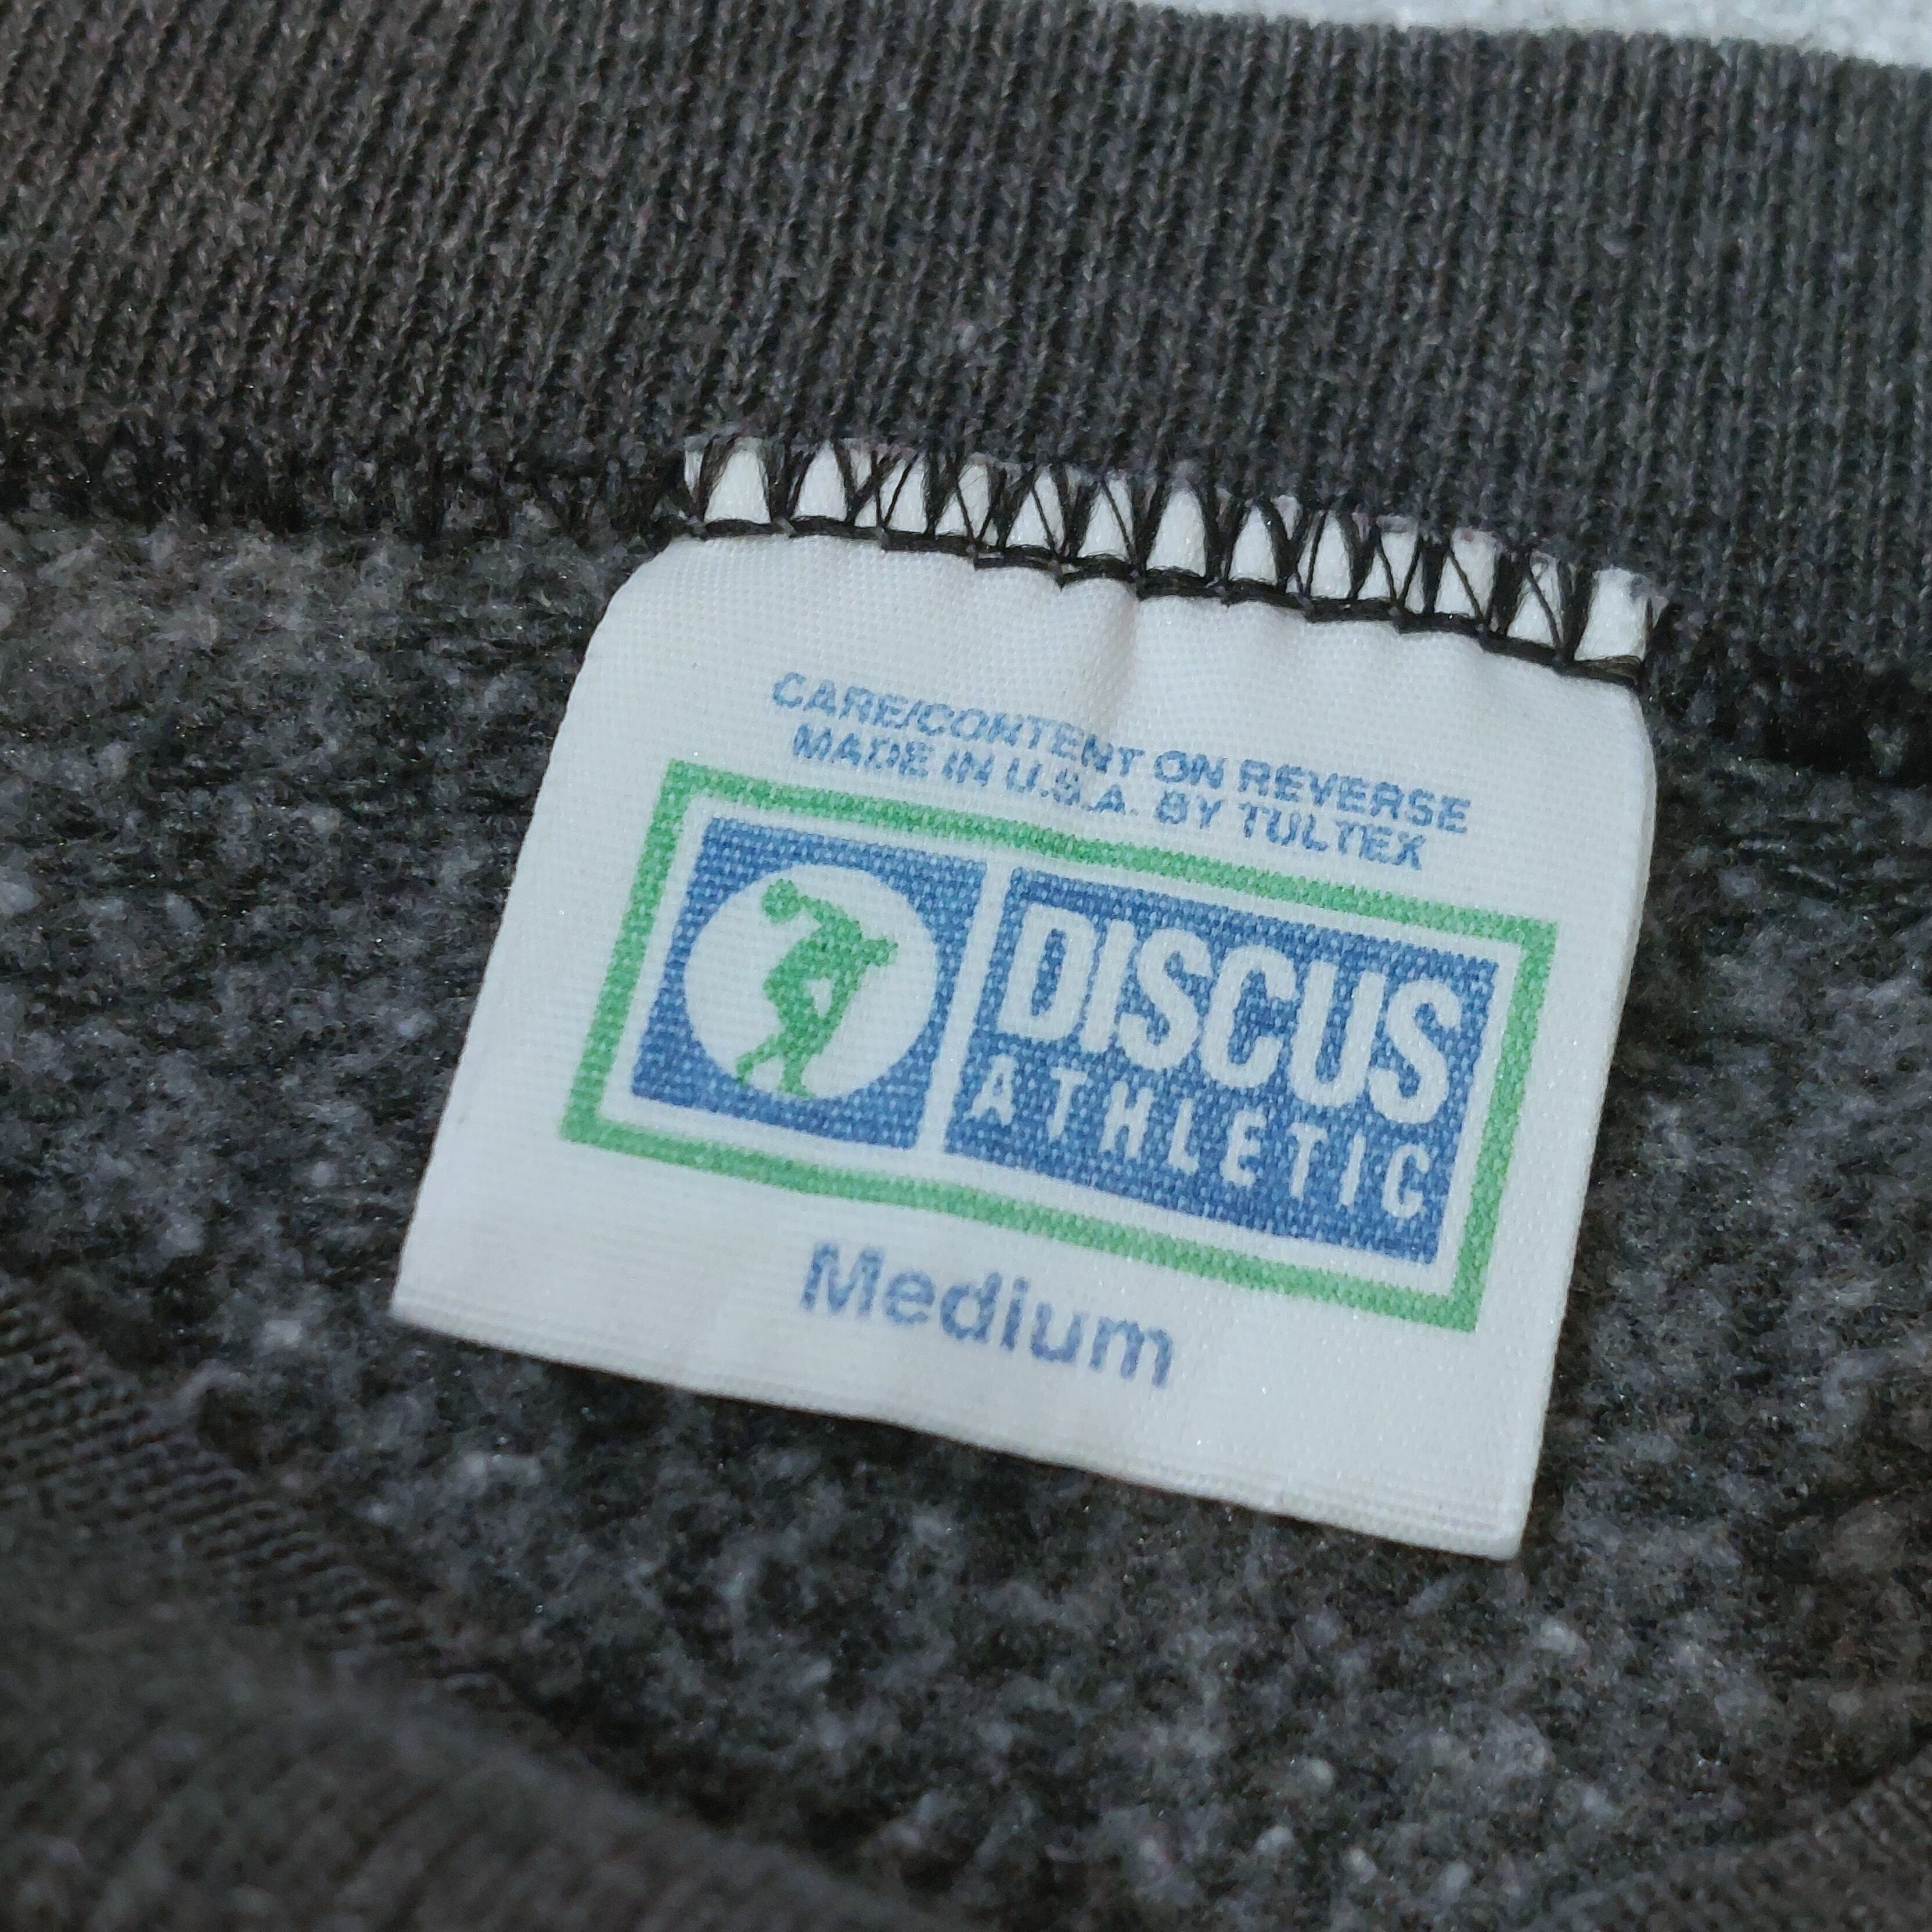 CARE/CONTENT ON REVERSE
MADE IN U.S.A. BY TULTEX
DISCUS
ATHLETIC
Medium